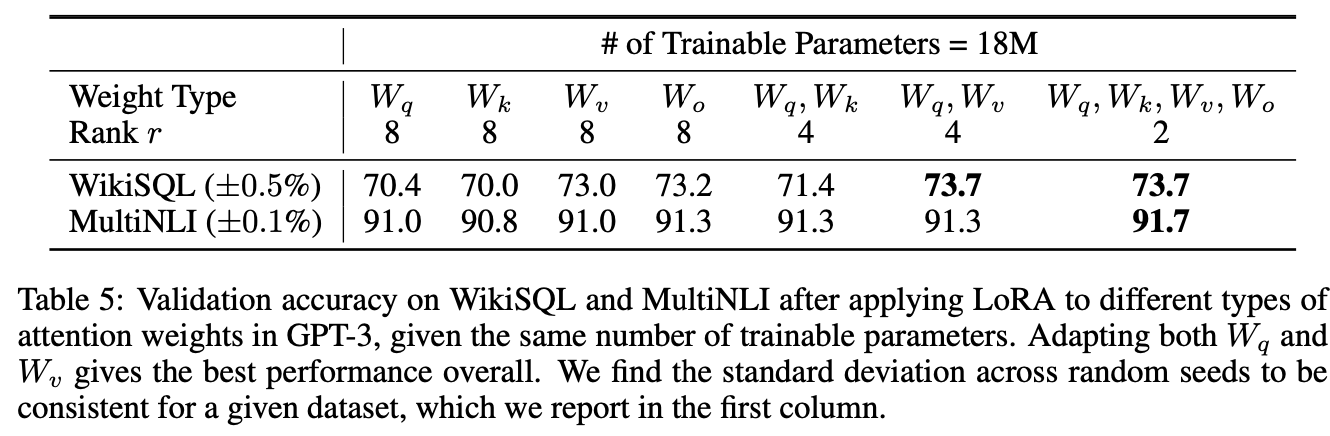 # of Trainable Parameters = 18M
Weight Type W_q W_k W_v W_o W_q, W_k W_q, W_v W_q, W_k, W_v, W_o
Rank r 8 8 8 8 4 4 2
WikiSQL (±0.5%) 70.4 70.0 73.0 73.2 71.4 73.7 73.7
MultiNLI (±0.1%) 91.0 90.8 91.0 91.3 91.3 91.3 91.7
Table 5: Validation accuracy on WikiSQL and MultiNLI after applying LoRA to different types of
attention weights in GPT-3, given the same number of trainable parameters. Adapting both W_q and
W_v gives the best performance overall. We find the standard deviation across random seeds to be
consistent for a given dataset, which we report in the first column.